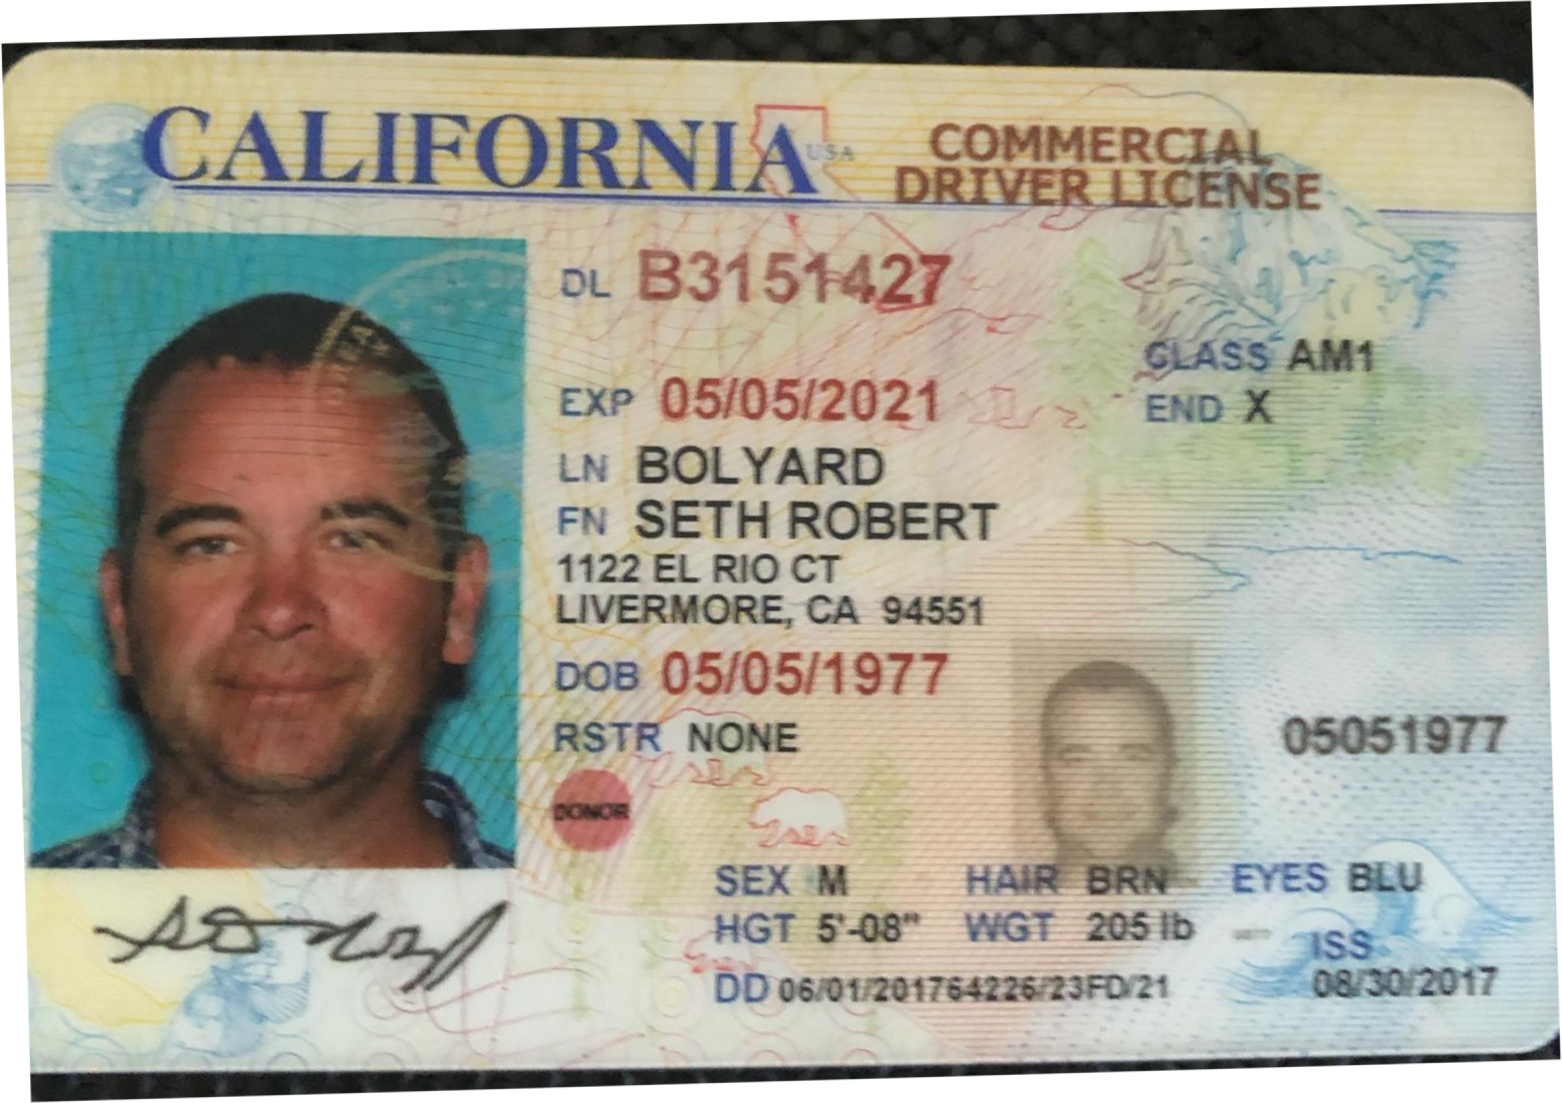 CALIFORNIA USA COMMERCIAL
DRIVER LICENSE
DL B3151427
CLASS AM1
EXP 05/05/2021
END X
LN BOLYARD
FN SETH ROBERT
1122 EL RIO CT
LIVERMORE, CA 94551
DOB 05/05/1977
RSTR NONE
05051977
DONOR
SEX M HAIR BRN EYES BLU
HGT 5'-08" WGT 205 lb
ISS
DD 06/01/201764226/23FD/21
08/30/2017